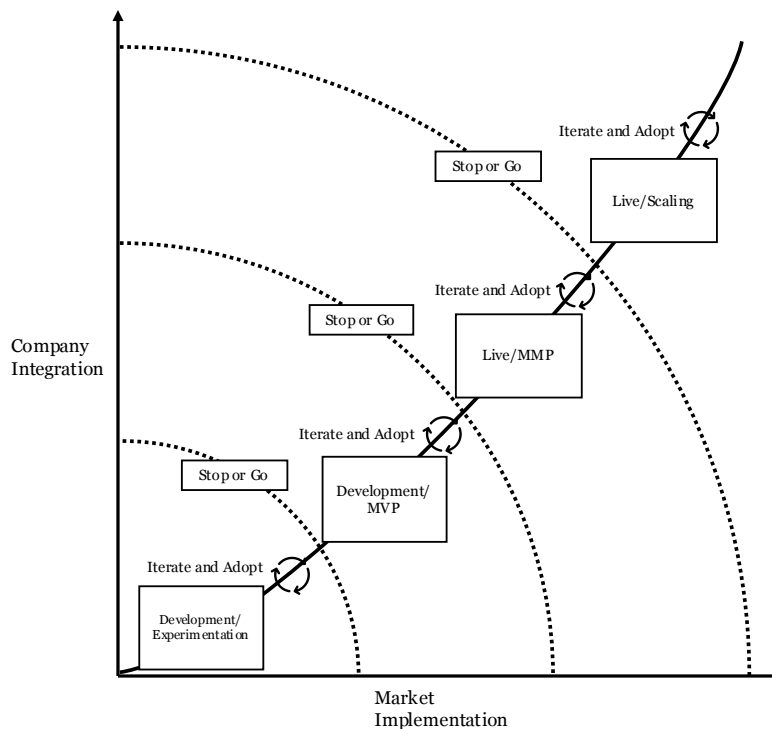 Iterate and Adopt
Stop or Go
Live/Scaling
Iterate and Adopt
Stop or Go
Live/MMP
Company
Integration
Iterate and Adopt
Stop or Go
Development/
MVP
Iterate and Adopt
Development/
Experimentation
Market
Implementation